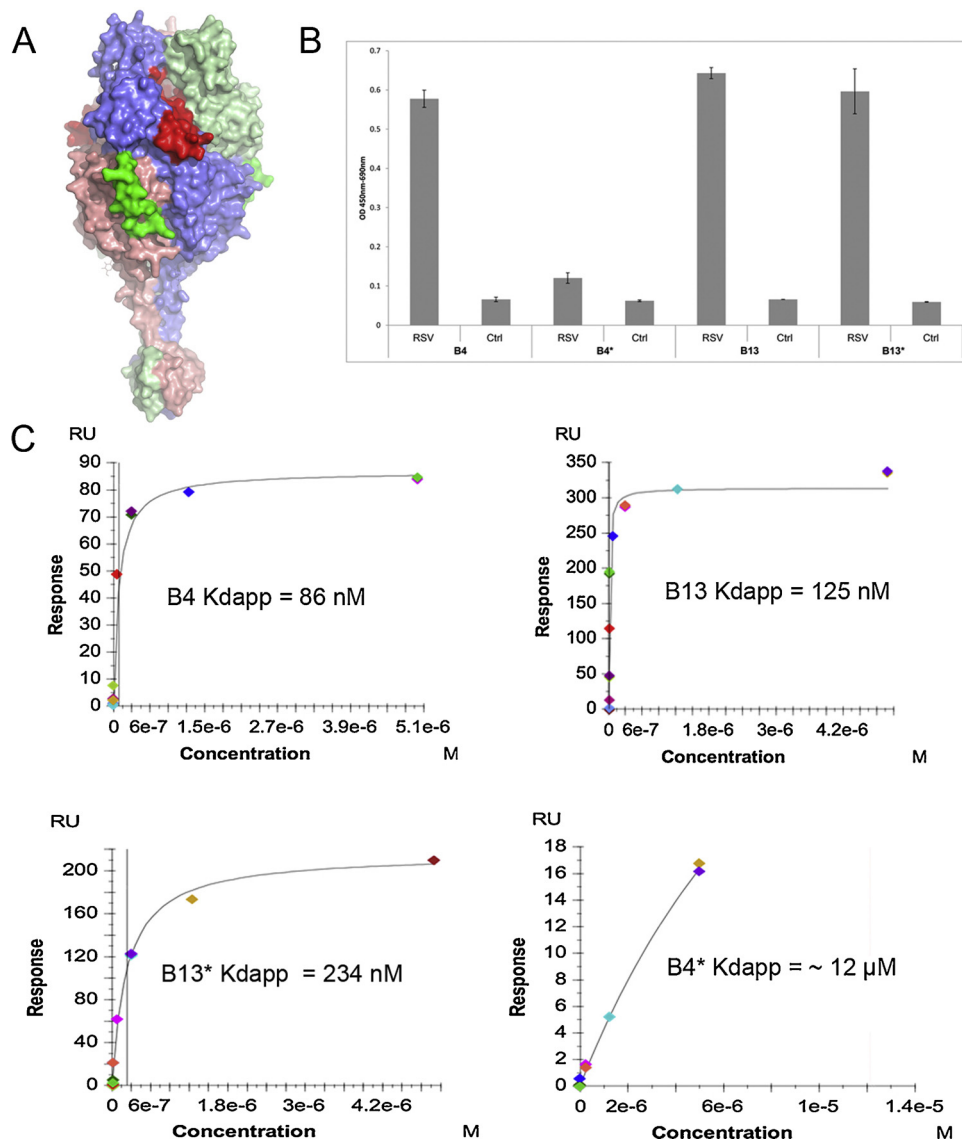 A
B
0.7
0.6
0.5
0.4
0.3
0.2
0.1
0
OD 450nm-690nm
RSV Ctrl RSV Ctrl RSV Ctrl RSV Ctrl
B4 B4* B13 B13*
C
RU
90
80
70
60
50
40
30
20
10
0
Response
B4 Kdapp = 86 nM
0 6e-7 1.5e-6 2.7e-6 3.9e-6 5.1e-6
Concentration M
RU
350
300
250
200
150
100
50
0
Response
B13 Kdapp = 125 nM
0 6e-7 1.8e-6 3e-6 4.2e-6
Concentration M
RU
200
160
120
80
40
0
Response
B13* Kdapp = 234 nM
0 6e-7 1.8e-6 3e-6 4.2e-6
Concentration M
RU
18
16
14
12
10
8
6
4
2
0
Response
B4* Kdapp = ~ 12 µM
0 2e-6 6e-6 1e-5 1.4e-5
Concentration M